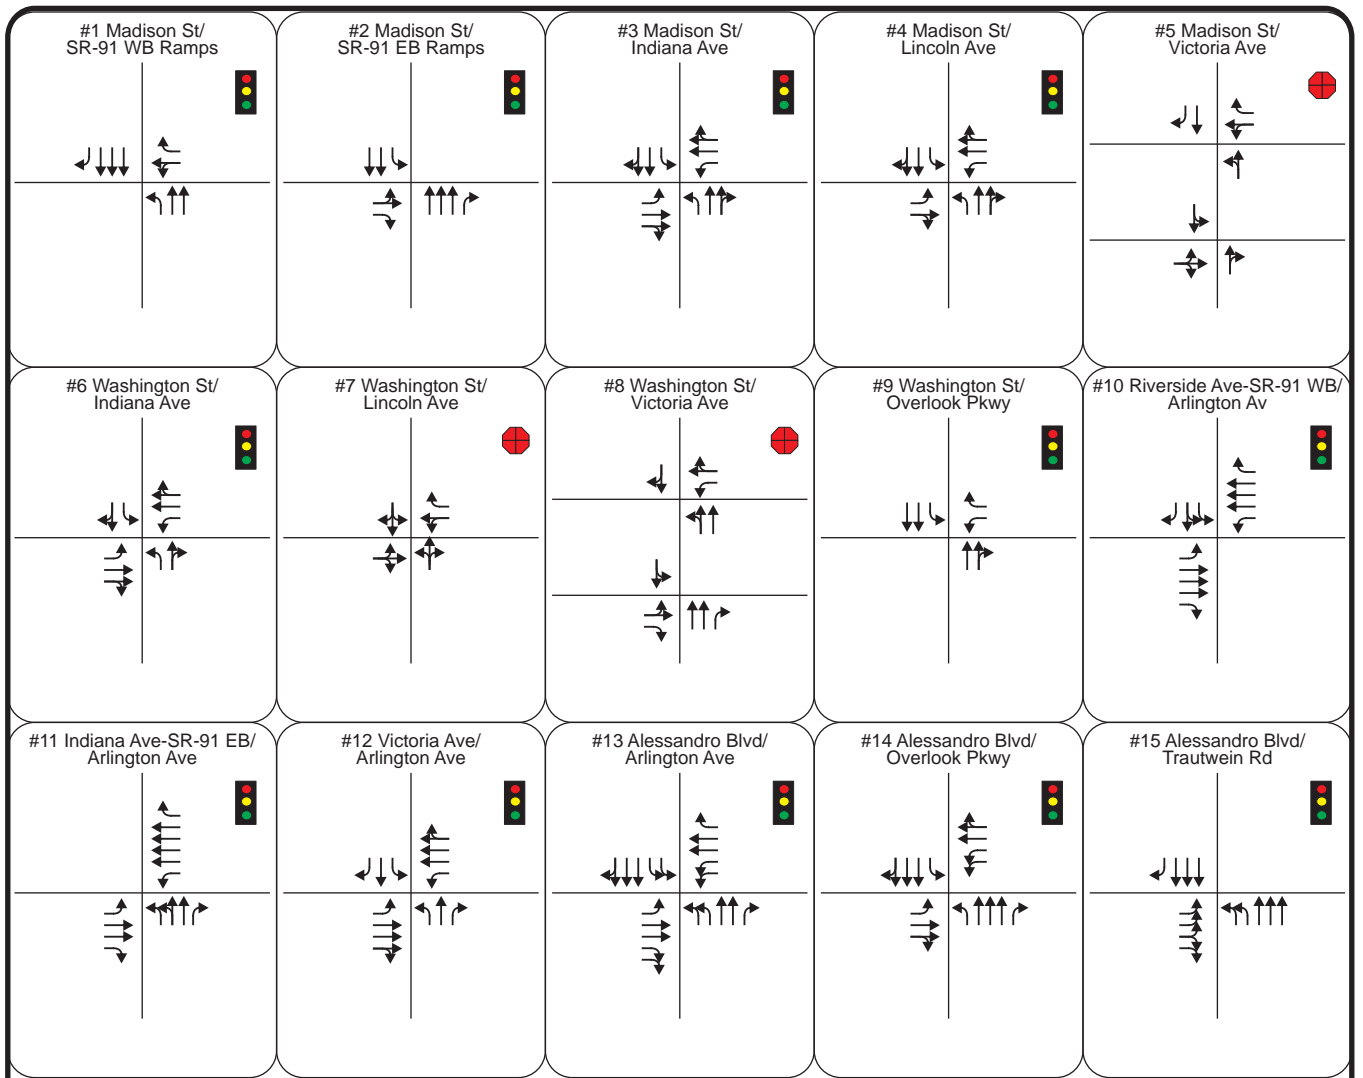 #1 Madison St/
SR-91 WB Ramps
#2 Madison St/
SR-91 EB Ramps
#3 Madison St/
Indiana Ave
#4 Madison St/
Lincoln Ave
#5 Madison St/
Victoria Ave
#6 Washington St/
Indiana Ave
#7 Washington St/
Lincoln Ave
#8 Washington St/
Victoria Ave
#9 Washington St/
Overlook Pkwy
#10 Riverside Ave-SR-91 WB/
Arlington Av
#11 Indiana Ave-SR-91 EB/
Arlington Ave
#12 Victoria Ave/
Arlington Ave
#13 Alessandro Blvd/
Arlington Ave
#14 Alessandro Blvd/
Overlook Pkwy
#15 Alessandro Blvd/
Trautwein Rd